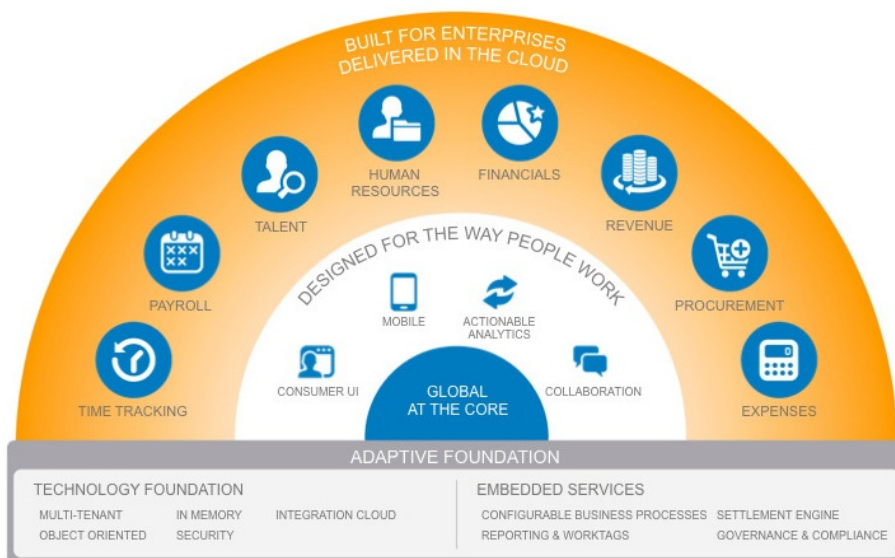 BUILT FOR ENTERPRISES
DELIVERED IN THE CLOUD
HUMAN
RESOURCES
FINANCIALS
TALENT
REVENUE
PAYROLL
PROCUREMENT
TIME TRACKING
EXPENSES
DESIGNED FOR THE WAY PEOPLE WORK
MOBILE
ACTIONABLE
ANALYTICS
CONSUMER UI
COLLABORATION
GLOBAL
AT THE CORE
ADAPTIVE FOUNDATION
TECHNOLOGY FOUNDATION
MULTI-TENANT IN MEMORY INTEGRATION CLOUD
OBJECT ORIENTED SECURITY
EMBEDDED SERVICES
CONFIGURABLE BUSINESS PROCESSES SETTLEMENT ENGINE
REPORTING & WORKTAGS GOVERNANCE & COMPLIANCE